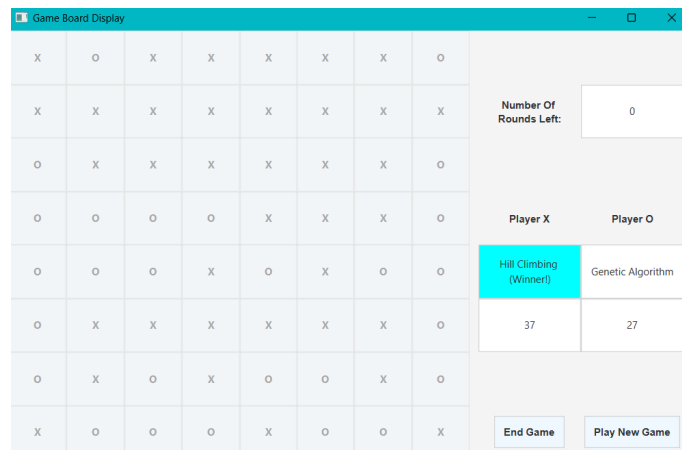 Game Board Display
X O X X X X X O
X X X X X X X X
O X X X X X X O
O O O O X X X O
O O O X O X O O
O X X X X X X O
O X O X O O X O
X O O O X O O X
Number Of
Rounds Left:
0
Player X Player O
Hill Climbing
(Winner!)
Genetic Algorithm
37 27
End Game Play New Game